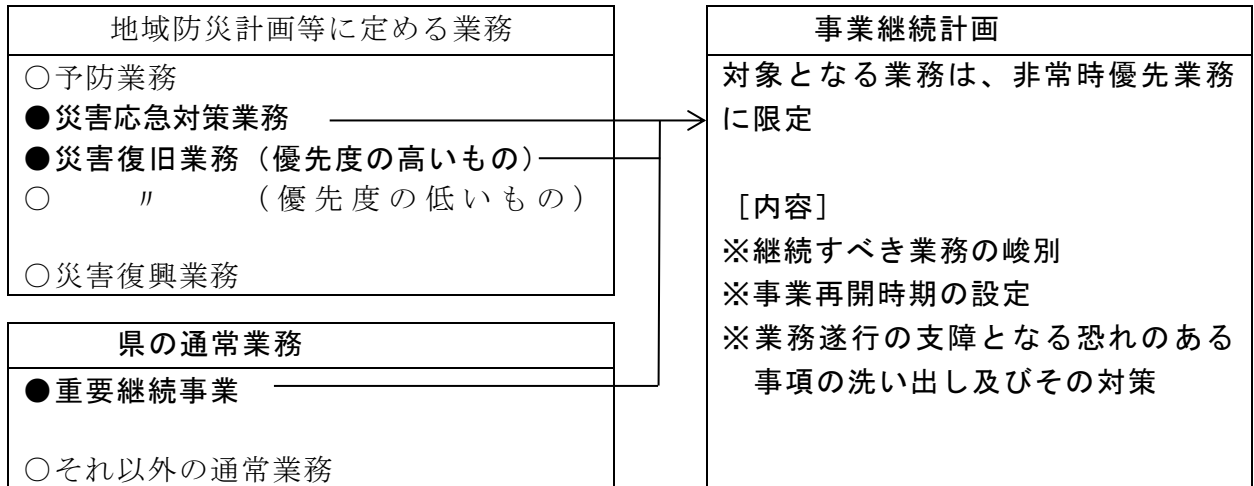 地域防災計画等に定める業務
○予防業務
●災害応急対策業務
●災害復旧業務（優先度の高いもの）
○　　〃　　（優先度の低いもの）
○災害復興業務
県の通常業務
●重要継続事業
○それ以外の通常業務
事業継続計画
対象となる業務は、非常時優先業務
に限定
［内容］
※継続すべき業務の峻別
※事業再開時期の設定
※業務遂行の支障となる恐れのある
事項の洗い出し及びその対策